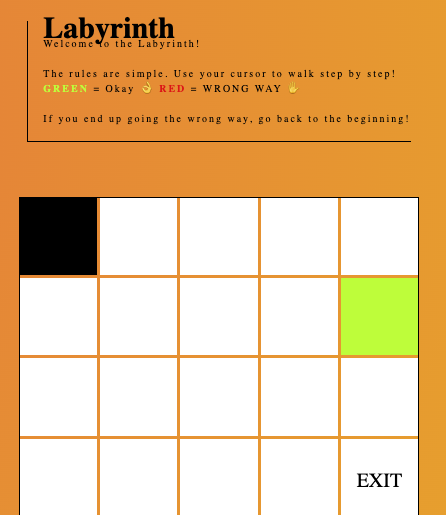 Labyrinth
Welcome to the Labyrinth!
The rules are simple. Use your cursor to walk step by step!
GREEN = Okay 👌 RED = WRONG WAY ✋
If you end up going the wrong way, go back to the beginning!
EXIT